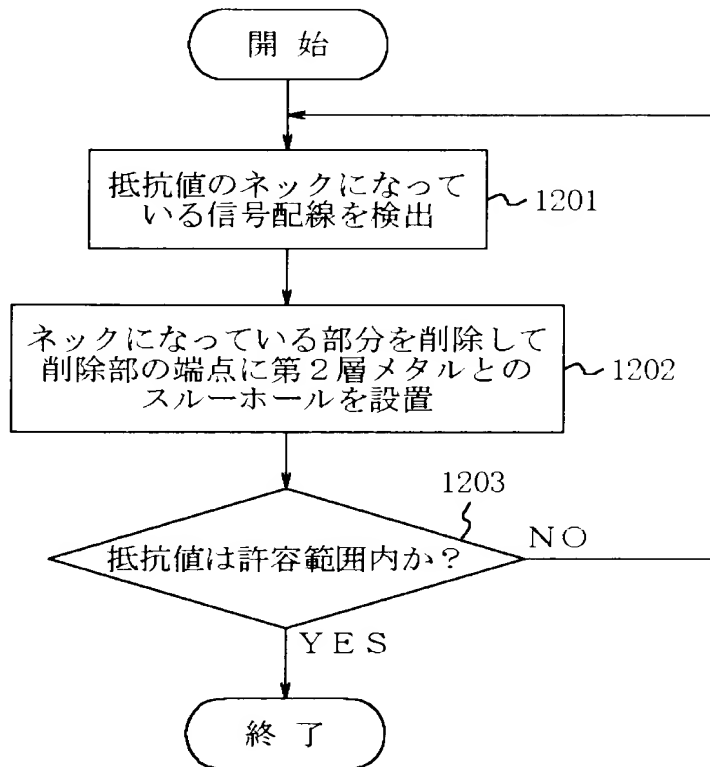 開始
抵抗値のネックになって
いる信号配線を検出
1201
ネックになっている部分を削除して
削除部の端点に第2層メタルとの
スルーホールを設置
1202
1203
抵抗値は許容範囲内か？
NO
YES
終了